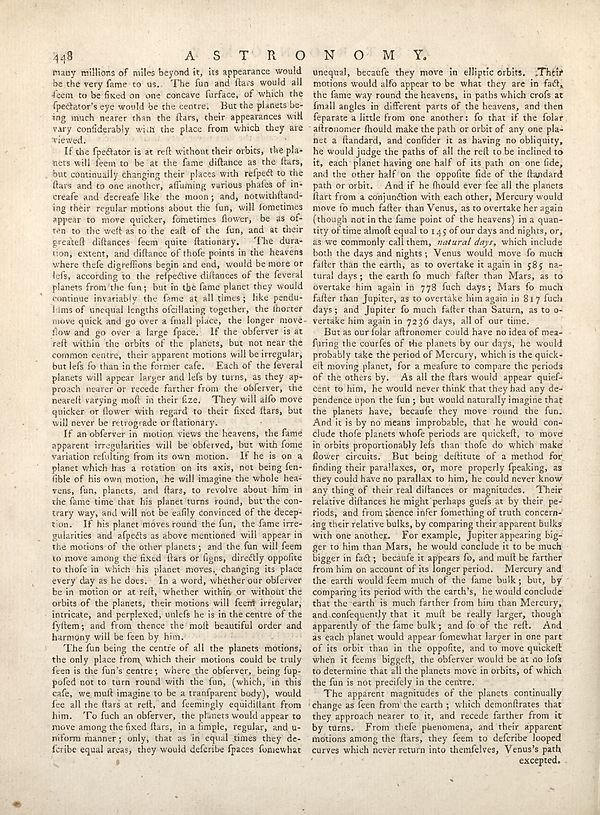 448
A S T R O N O M Y.
many millions of miles beyond it, its appearance would
be the very ſame to us. The ſun and ſtars would all
ſeem to be fixed on one concave ſurface, of which the
ſpectator's eye would be the centre. But the planets be-
ing much nearer than the ſtars, their appearances will
vary conſiderably with the place from which they are
viewed.
If the ſpectator is at reſt without their orbits, the pla-
nets will ſeem to be at the ſame diſtance as the ſtars,
but continually changing their places with reſpect to the
ſtars and to one another, aſſuming various phaſes of in-
creaſe and decreaſe like the moon; and, notwithſtand-
ing their regular motions about the ſun, will ſometimes
appear to move quicker, ſometimes ſlower, be as of-
ten to the weſt as to the eaſt of the ſun, and at their
greateſt diſtances ſeem quite ſtationary. The dura-
tion, extent, and diſtance of thoſe points in the heavens
where theſe digreſſions begin and end, would be more or
leſs, according to the reſpective diſtances of the ſeveral
planets from the ſun; but in the ſame planet they would
continue invariably the ſame at all times; like pendu-
lums of unequal lengths oſcillating together, the ſhorter
move quick and go over a ſmall place, the longer move
ſlow and go over a large ſpace. If the obſerver is at
reſt within the orbits of the planets, but not near the
common centre, their apparent motions will be irregular,
but leſs ſo than in the former caſe. Each of the ſeveral
planets will appear larger and leſs by turns, as they ap-
proach nearer or recede farther from the obſerver, the
neareſt varying moſt in their ſize. They will alſo move
quicker or ſlower with regard to their fixed ſtars, but
will never be retrograde or ſtationary.
If an obſerver in motion views the heavens, the ſame
apparent irregularities will be obſerved, but with ſome
variation reſulting from its own motion. If he is on a
planet which has a rotation on its axis, not being ſen-
ſible of his own motion, he will imagine the whole hea-
vens, ſun, planets, and ſtars, to revolve about him in
the ſame time that his planet turns round, but the con-
trary way, and will not be eaſily convinced of the decep-
tion. If his planet moves round the ſun, the ſame irre-
gularities and aſpects as above mentioned will appear in
the motions of the other planets; and the ſun will ſeem
to move among the fixed ſtars or ſigns, directly oppoſite
to thoſe in which his planet moves, changing its place
every day as he does. In a word, whether our obſerver
be in motion or at reſt, whether within or without the
orbits of the planets, their motions will ſeem irregular,
intricate, and perplexed, unleſs he is in the centre of the
ſyſtem; and from thence the moſt beautiful order and
harmony will be ſeen by him.
The ſun being the centre of all the planets motions,
the only place from which their motions could be truly
ſeen is the ſun's centre; where the obſerver, being ſup-
poſed not to turn round with the ſun, (which, in this
caſe, we muſt imagine to be a tranſparent body), would
ſee all the ſtars at reſt, and ſeemingly equidiſtant from
him. To ſuch an obſerver, the planets would appear to
move among the fixed ſtars, in a ſimple, regular, and u-
niform manner; only, that as in equal times they de-
ſcribe equal areas, they would deſcribe ſpaces ſomewhat
unequal, becauſe they move in elliptic orbits. Their
motions would alſo appear to be what they are in fact,
the ſame way round the heavens, in paths which croſs at
ſmall angles in different parts of the heavens, and then
ſeparate a little from one another: ſo that if the ſolar
aſtronomer ſhould make the path or orbit of any one pla-
net a ſtandard, and conſider it as having no obliquity,
he would judge the paths of all the reſt to be inclined to
it, each planet having one half of its path on one ſide,
and the other half on the oppoſite ſide of the ſtandard
path or orbit. And if he ſhould ever ſee all the planets
ſtart from a conjunction with each other, Mercury would
move ſo much faſter than Venus, as to overtake her again
(though not in the ſame point of the heavens) in a quan-
tity of time almoſt equal to 145 of our days and nights, or,
as we commonly call them, natural days, which include
both the days and nights; Venus would move ſo much
faſter than the earth, as to overtake it again in 585 na-
tural days; the earth ſo much faſter than Mars, as to
overtake him again in 778 ſuch days; Mars ſo much
faſter than Jupiter, as to overtake him again in 817 ſuch
days; and Jupiter ſo much faſter than Saturn, as to o-
vertake him again in 7236 days, all of our time.
But as our ſolar aſtronomer could have no idea of mea-
ſuring the courſes of the planets by our days, he would
probably take the period of Mercury, which is the quick-
eſt moving planet, for a meaſure to compare the periods
of the others by. As all the ſtars would appear quieſ-
cent to him, he would never think that they had any de-
pendence upon the ſun; but would naturally imagine that
the planets have, becauſe they move round the ſun.
And it is by no means improbable, that he would con-
clude thoſe planets whoſe periods are quickeſt, to move
in orbits proportionably leſs than thoſe do which make
ſlower circuits. But being deſtitute of a method for
finding their parallaxes, or, more properly ſpeaking, as
they could have no parallax to him, he could never know
any thing of their real diſtances or magnitudes. Their
relative diſtances he might perhaps gueſs at by their pe-
riods, and from thence infer ſomething of truth concern-
ing their relative bulks, by comparing their apparent bulks
with one another. For example, Jupiter appearing big-
ger to him than Mars, he would conclude it to be much
bigger in fact; becauſe it appears ſo, and muſt be farther
from him on account of its longer period. Mercury and
the earth would ſeem much of the ſame bulk; but, by
comparing its period with the earth's, he would conclude
that the earth is much farther from him than Mercury,
and conſequently that it muſt be really larger, though
apparently of the ſame bulk; and ſo of the reſt. And
as each planet would appear ſomewhat larger in one part
of its orbit than in the oppoſite, and to move quickeſt
when it ſeems biggeſt, the obſerver would be at no loſs
to determine that all the planets move in orbits, of which
the ſun is not preciſely in the centre.
The apparent magnitudes of the planets continually
change as ſeen from the earth; which demonſtrates that
they approach nearer to it, and recede farther from it
by turns. From theſe phenomena, and their apparent
motions among the ſtars, they ſeem to deſcribe looped
curves which never return into themſelves, Venus's path
excepted.